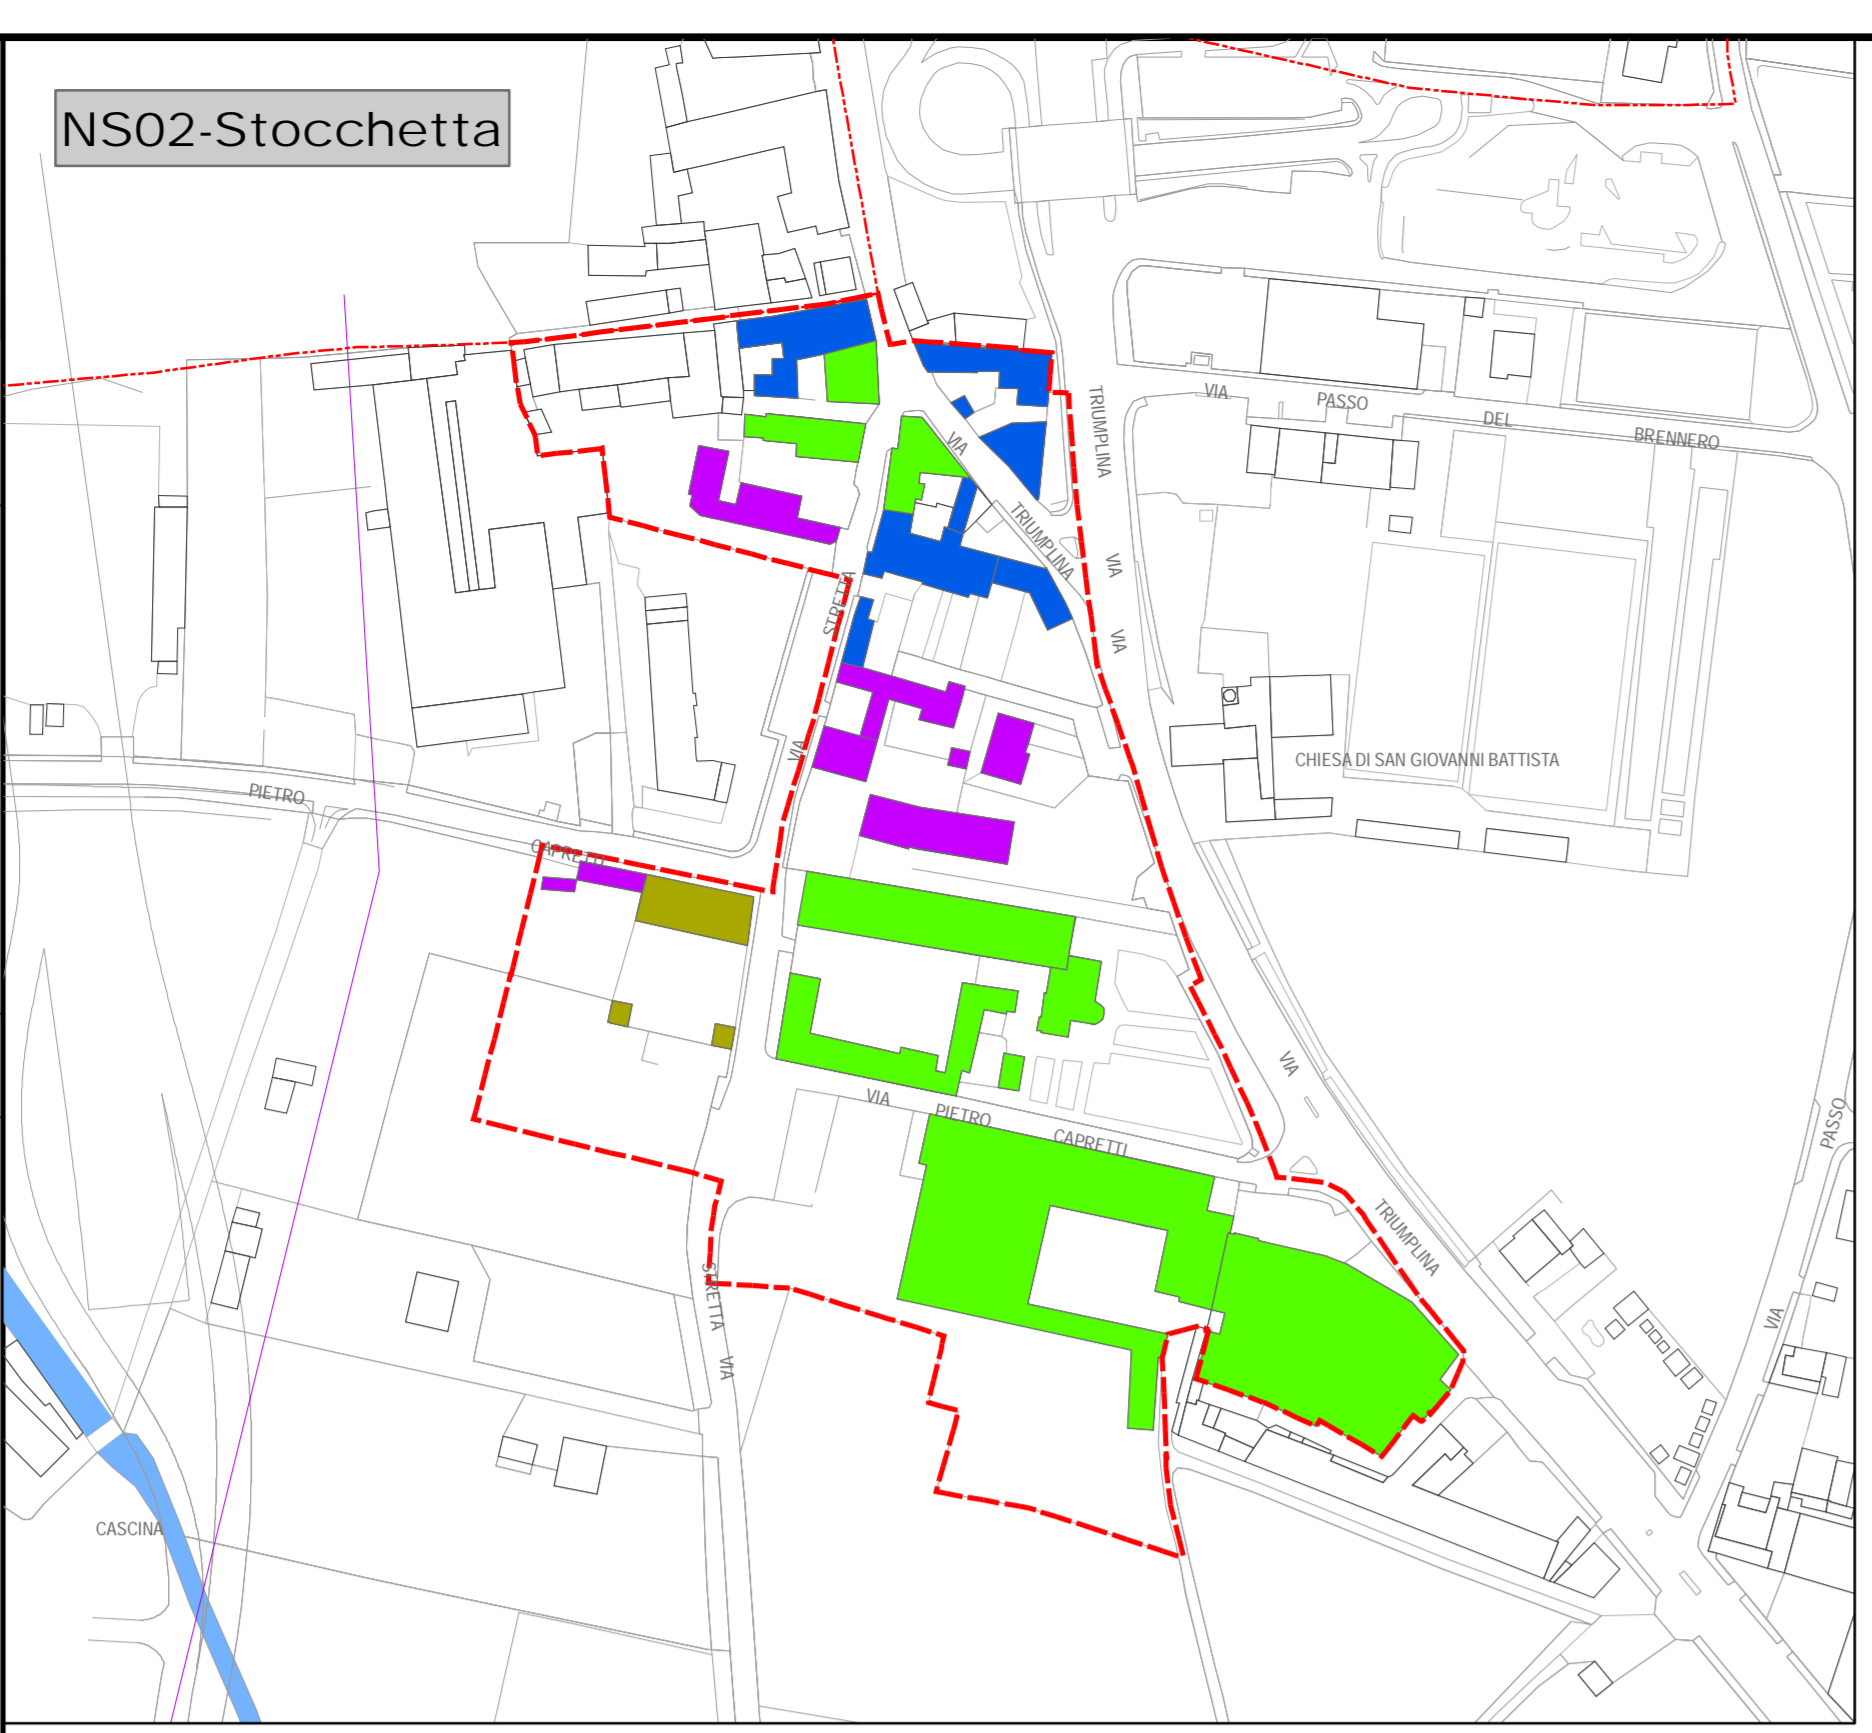 NS02-Stocchetta
VIA
PASSO
DEL
BRENNERO
TRIUMPLINA
VIA
TRIUMPLINA
VIA
VIA
STRETTA
VIA
CHIESA DI SAN GIOVANNI BATTISTA
PIETRO
CAPRETTI
VIA
VIA
PIETRO
CAPRETTI
PASSO
VIA
TRIUMPLINA
STRETTA
VIA
CASCINA